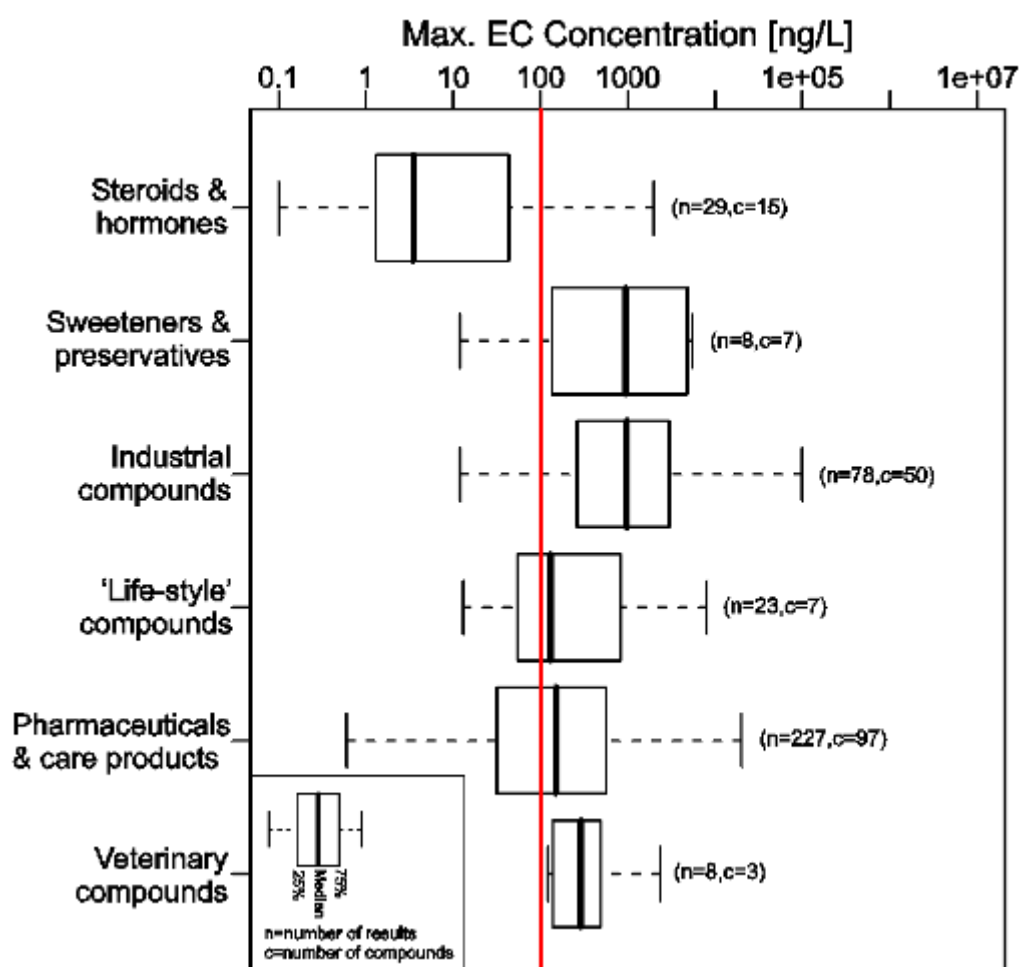 Max. EC Concentration [ng/L]
0.1 1 10 100 1000 1e+05 1e+07
Steroids &
hormones
(n=29,c=15)
Sweeteners &
preservatives
(n=8,c=7)
Industrial
compounds
(n=78,c=50)
‘Life-style’
compounds
(n=23,c=7)
Pharmaceuticals
& care products
(n=227,c=97)
Veterinary
compounds
(n=8,c=3)
25% Median 75%
n=number of results
c=number of compounds